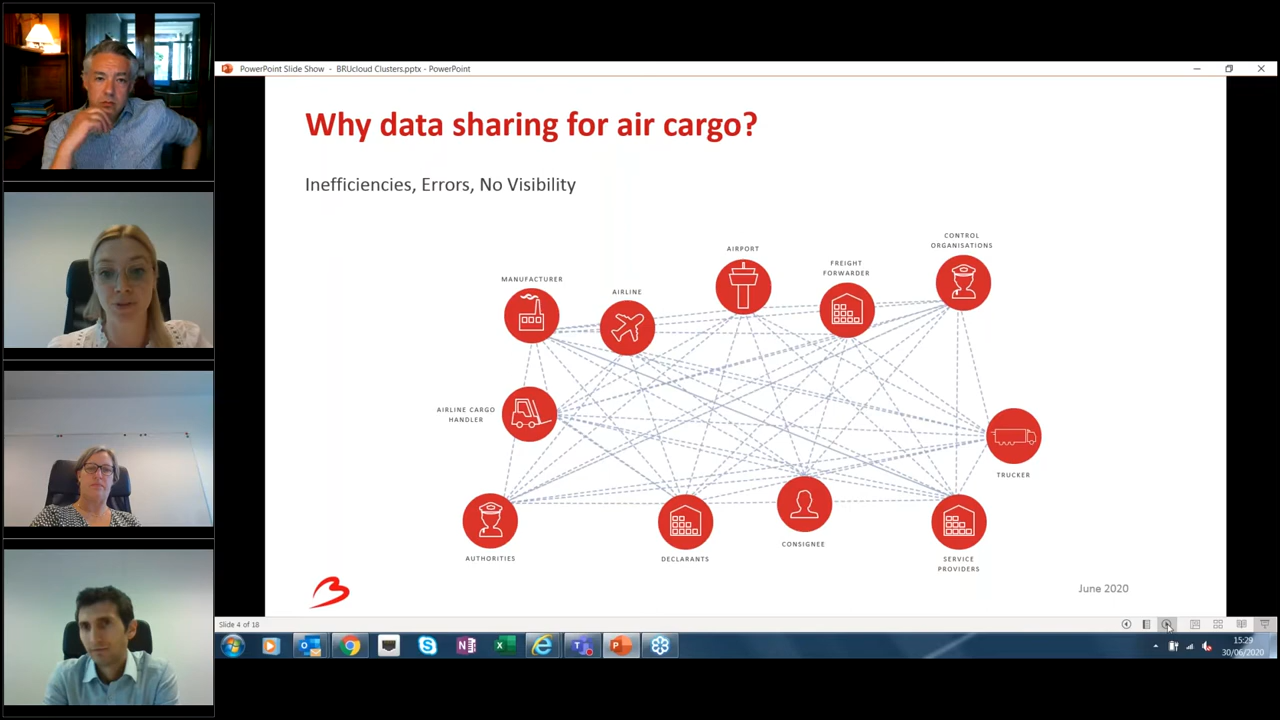 PowerPoint Slide Show - BRUcloud Clusters.pptx - PowerPoint
Why data sharing for air cargo?
Inefficiencies, Errors, No Visibility
CONTROL
ORGANISATIONS
AIRPORT
FREIGHT
FORWARDER
MANUFACTURER
AIRLINE
AIRLINE CARGO
HANDLER
TRUCKER
CONSIGNEE
AUTHORITIES
DECLARANTS
SERVICE
PROVIDERS
June 2020
Slide 4 of 18
15:29
30/06/2020